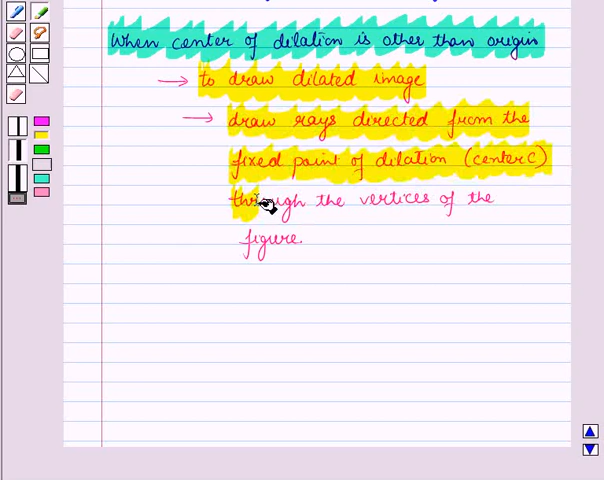 When center of dilation is other than origin
→ to draw dilated image
→ draw rays directed from the
fixed point of dilation (center C)
through the vertices of the
figure.